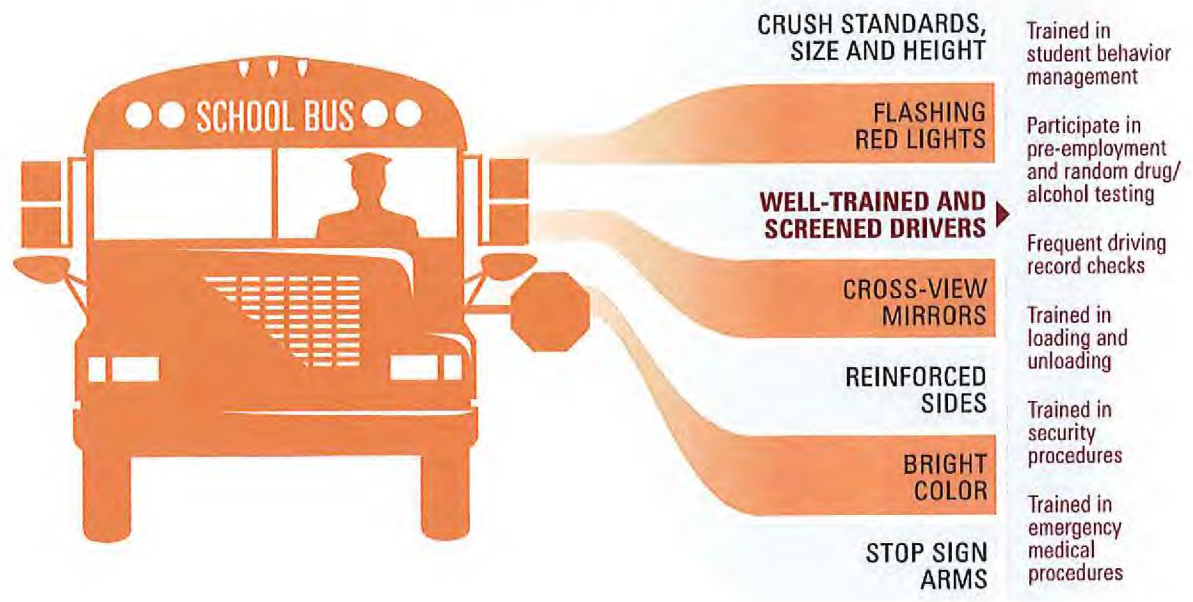 SCHOOL BUS
CRUSH STANDARDS,
SIZE AND HEIGHT
FLASHING
RED LIGHTS
WELL-TRAINED AND
SCREENED DRIVERS
CROSS-VIEW
MIRRORS
REINFORCED
SIDES
BRIGHT
COLOR
STOP SIGN
ARMS
Trained in
student behavior
management
Participate in
pre-employment
and random drug/
alcohol testing
Frequent driving
record checks
Trained in
loading and
unloading
Trained in
security
procedures
Trained in
emergency
medical
procedures